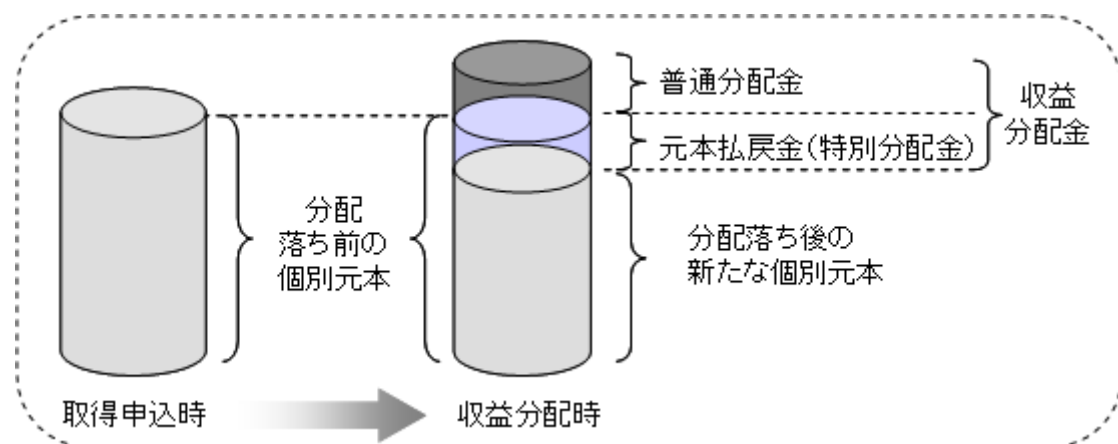 普通分配金
収益
分配金
元本払戻金(特別分配金)
分配
落ち前の
個別元本
分配落ち後の
新たな個別元本
取得申込時
収益分配時